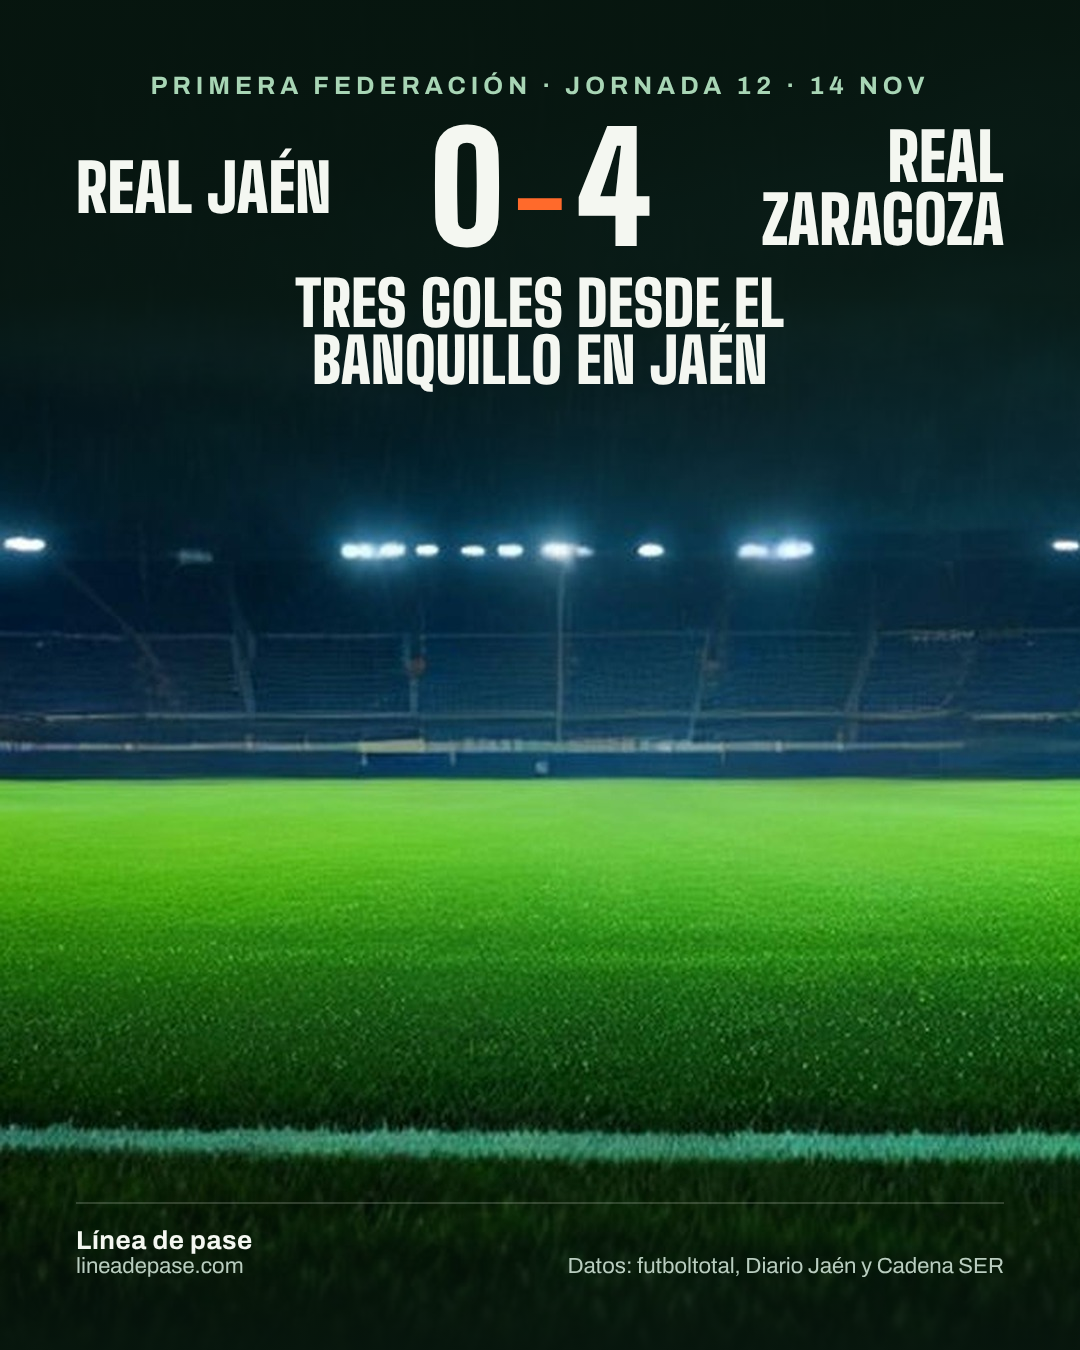 PRIMERA FEDERACIÓN · JORNADA 12 · 14 NOV
REAL JAÉN
0–4
REAL
ZARAGOZA
TRES GOLES DESDE EL
BANQUILLO EN JAÉN
Línea de pase
lineadepase.com
Datos: futboltotal, Diario Jaén y Cadena SER